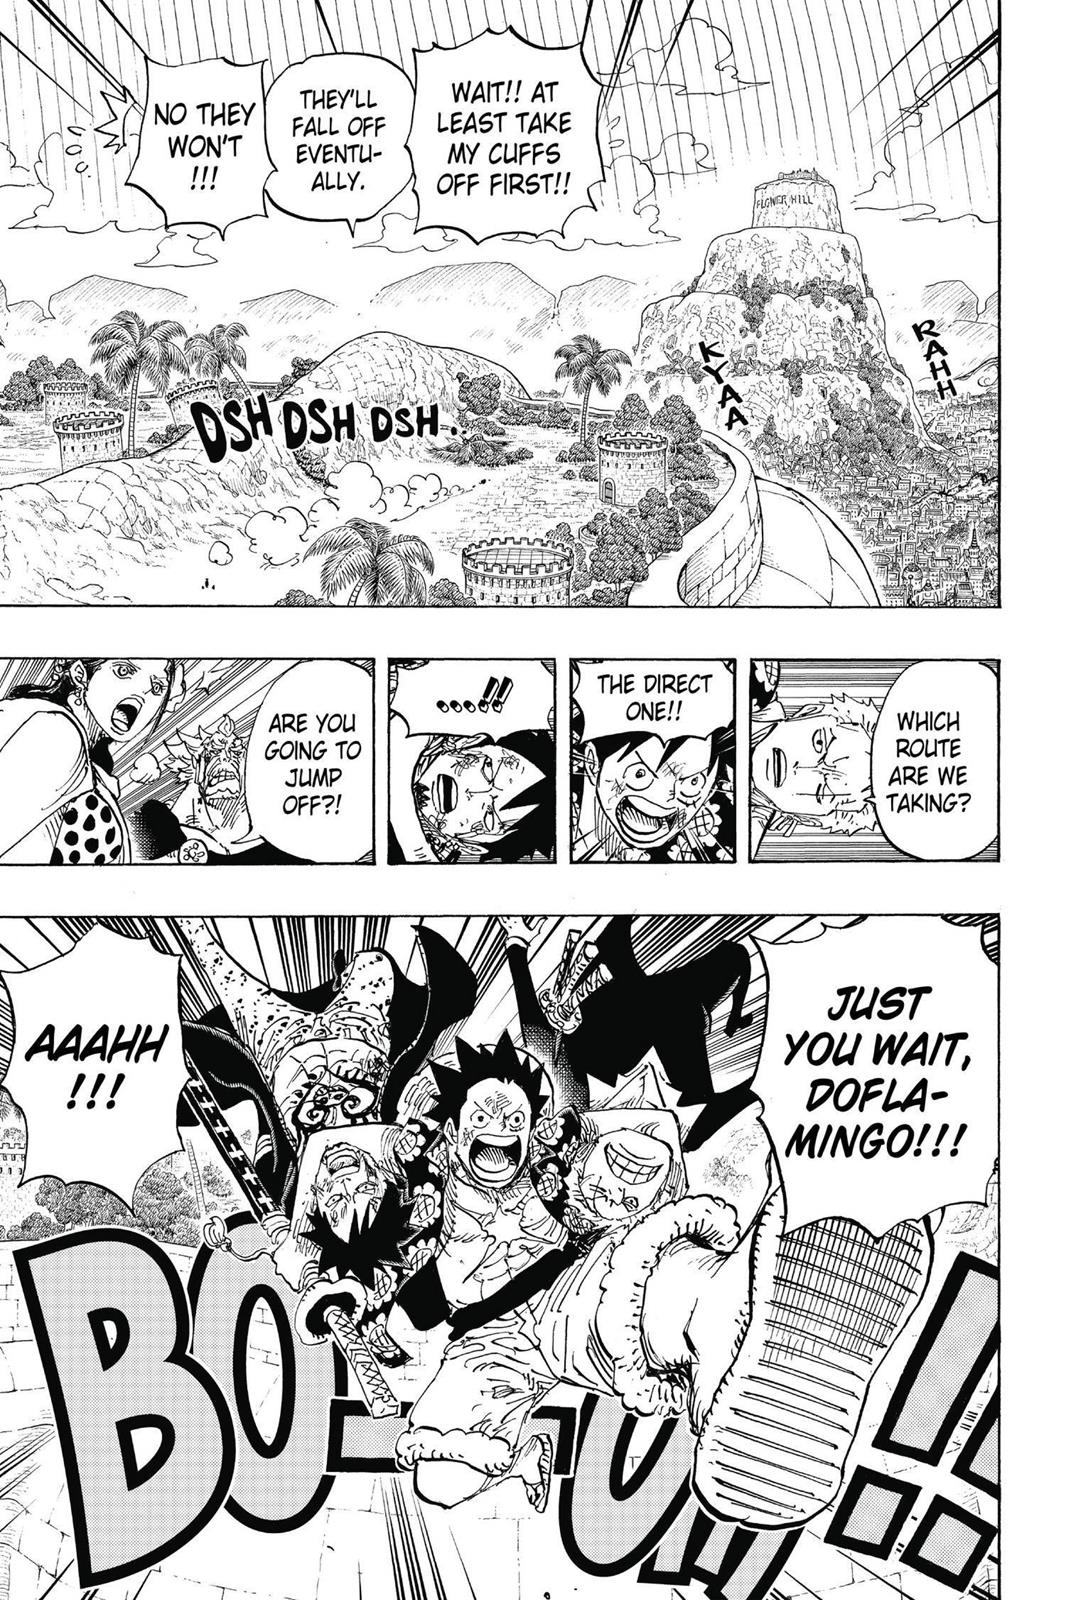 WAIT!! AT
LEAST TAKE
MY CUFFS
OFF FIRST!!
THEY'LL
FALL OFF
EVENTU-
ALLY.
NO THEY
WON'T
!!!
FLOWER HILL
RAHH
KYAA
DSH DSH DSH..
WHICH
ROUTE
ARE WE
TAKING?
THE DIRECT
ONE!!
....!!
ARE YOU
GOING TO
JUMP
OFF?!
JUST
YOU WAIT,
DOFLA-
MINGO!!!
AAAHH
!!!
BO-OM!!